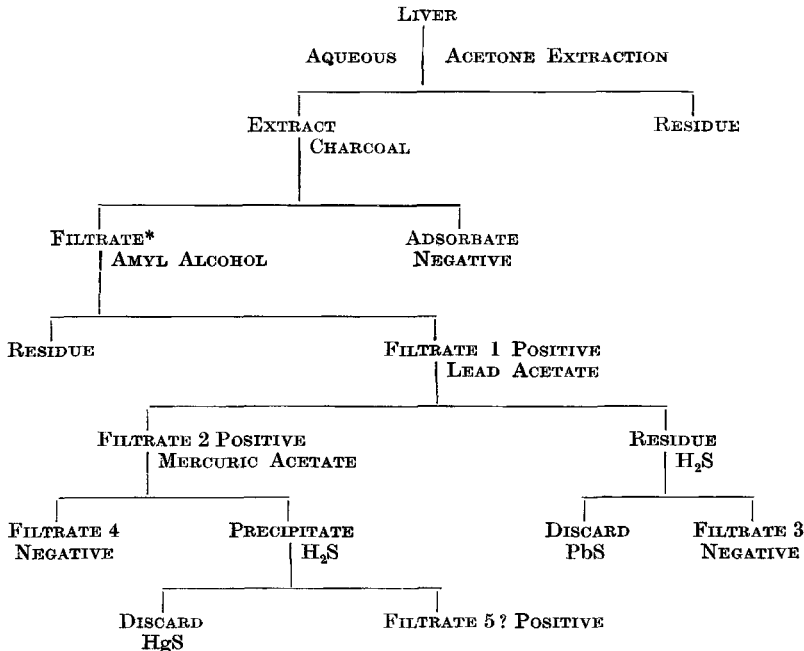 LIVER
AQUEOUS ACETONE EXTRACTION
EXTRACT
CHARCOAL
RESIDUE
FILTRATE*
AMYL ALCOHOL
ADSORBATE
NEGATIVE
RESIDUE
FILTRATE 1 POSITIVE
LEAD ACETATE
FILTRATE 2 POSITIVE
MERCURIC ACETATE
RESIDUE
H₂S
FILTRATE 4
NEGATIVE
PRECIPITATE
H₂S
DISCARD
PbS
FILTRATE 3
NEGATIVE
DISCARD
HgS
FILTRATE 5? POSITIVE